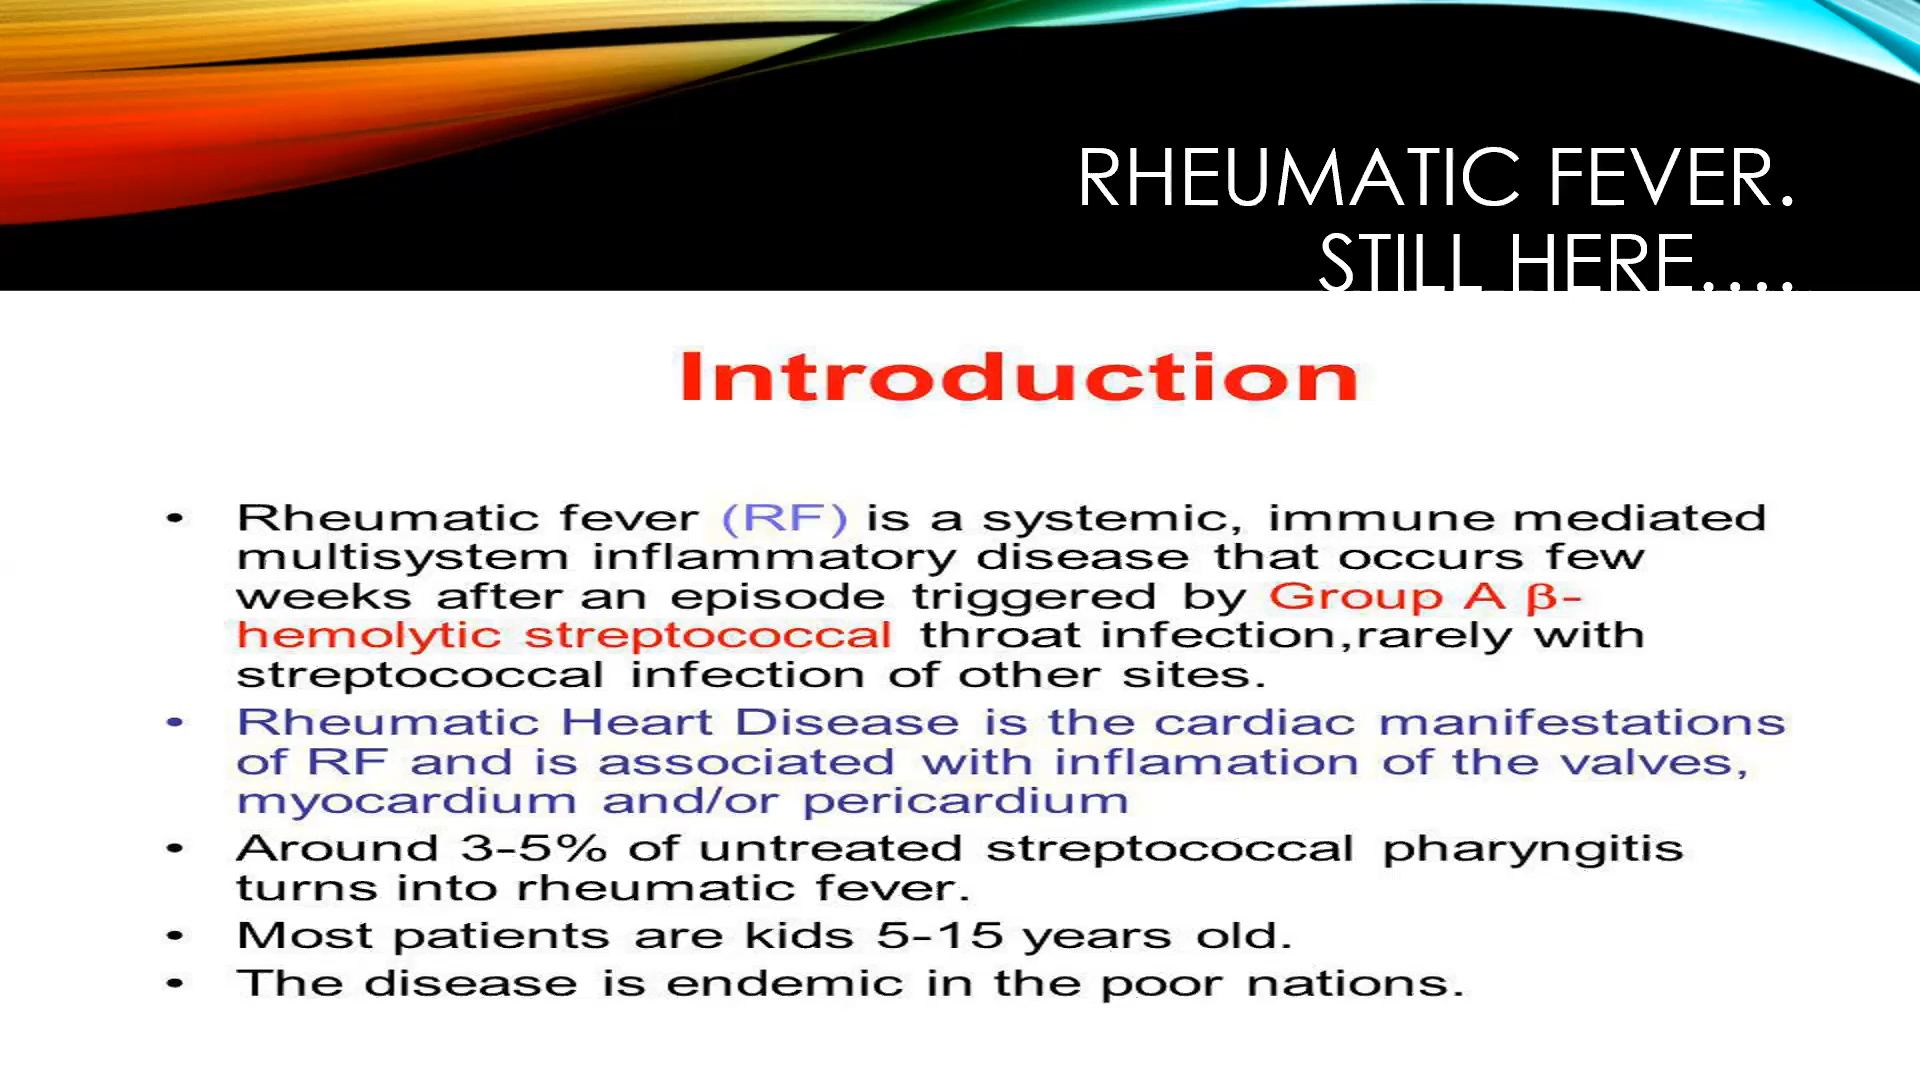 RHEUMATIC FEVER.
STILL HERE....
Introduction
• Rheumatic fever (RF) is a systemic, immune mediated
multisystem inflammatory disease that occurs few
weeks after an episode triggered by Group A β-
hemolytic streptococcal throat infection,rarely with
streptococcal infection of other sites.
• Rheumatic Heart Disease is the cardiac manifestations
of RF and is associated with inflamation of the valves,
myocardium and/or pericardium
• Around 3-5% of untreated streptococcal pharyngitis
turns into rheumatic fever.
• Most patients are kids 5-15 years old.
• The disease is endemic in the poor nations.